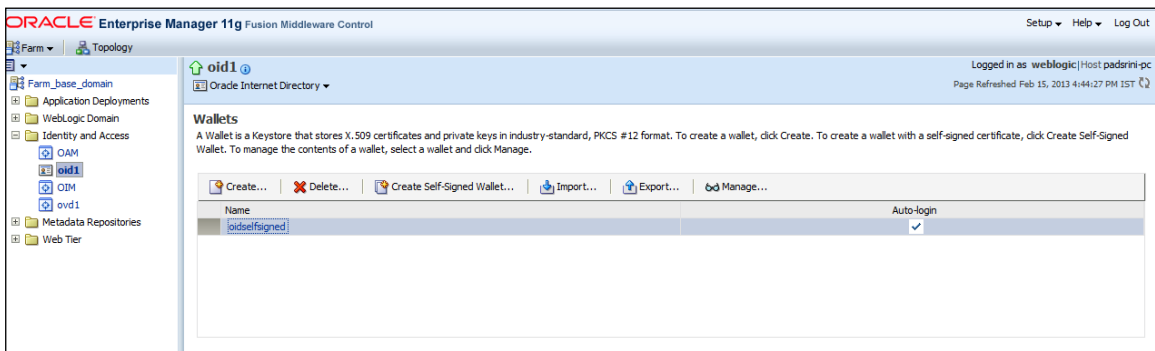 ORACLE Enterprise Manager 11g Fusion Middleware Control
Setup Help Log Out
Farm Topology
oid1
Logged in as weblogic|Host padsrini-pc
Oracle Internet Directory
Page Refreshed Feb 15, 2013 4:44:27 PM IST
Farm_base_domain
Application Deployments
WebLogic Domain
Identity and Access
OAM
oid1
OIM
ovd1
Metadata Repositories
Web Tier
Wallets
A Wallet is a Keystore that stores X.509 certificates and private keys in industry-standard, PKCS #12 format. To create a wallet, click Create. To create a wallet with a self-signed certificate, click Create Self-Signed
Wallet. To manage the contents of a wallet, select a wallet and click Manage.
Create... Delete... Create Self-Signed Wallet... Import... Export... Manage...
Name Auto-login
oidselfsigned